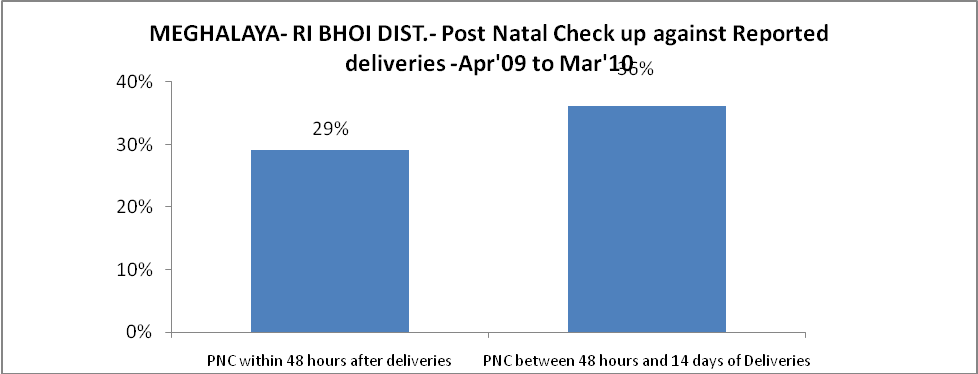 MEGHALAYA- RI BHOI DIST.- Post Natal Check up against Reported
deliveries -Apr'09 to Mar'10
36%
40%
29%
30%
20%
10%
0%
PNC within 48 hours after deliveries
PNC between 48 hours and 14 days of Deliveries